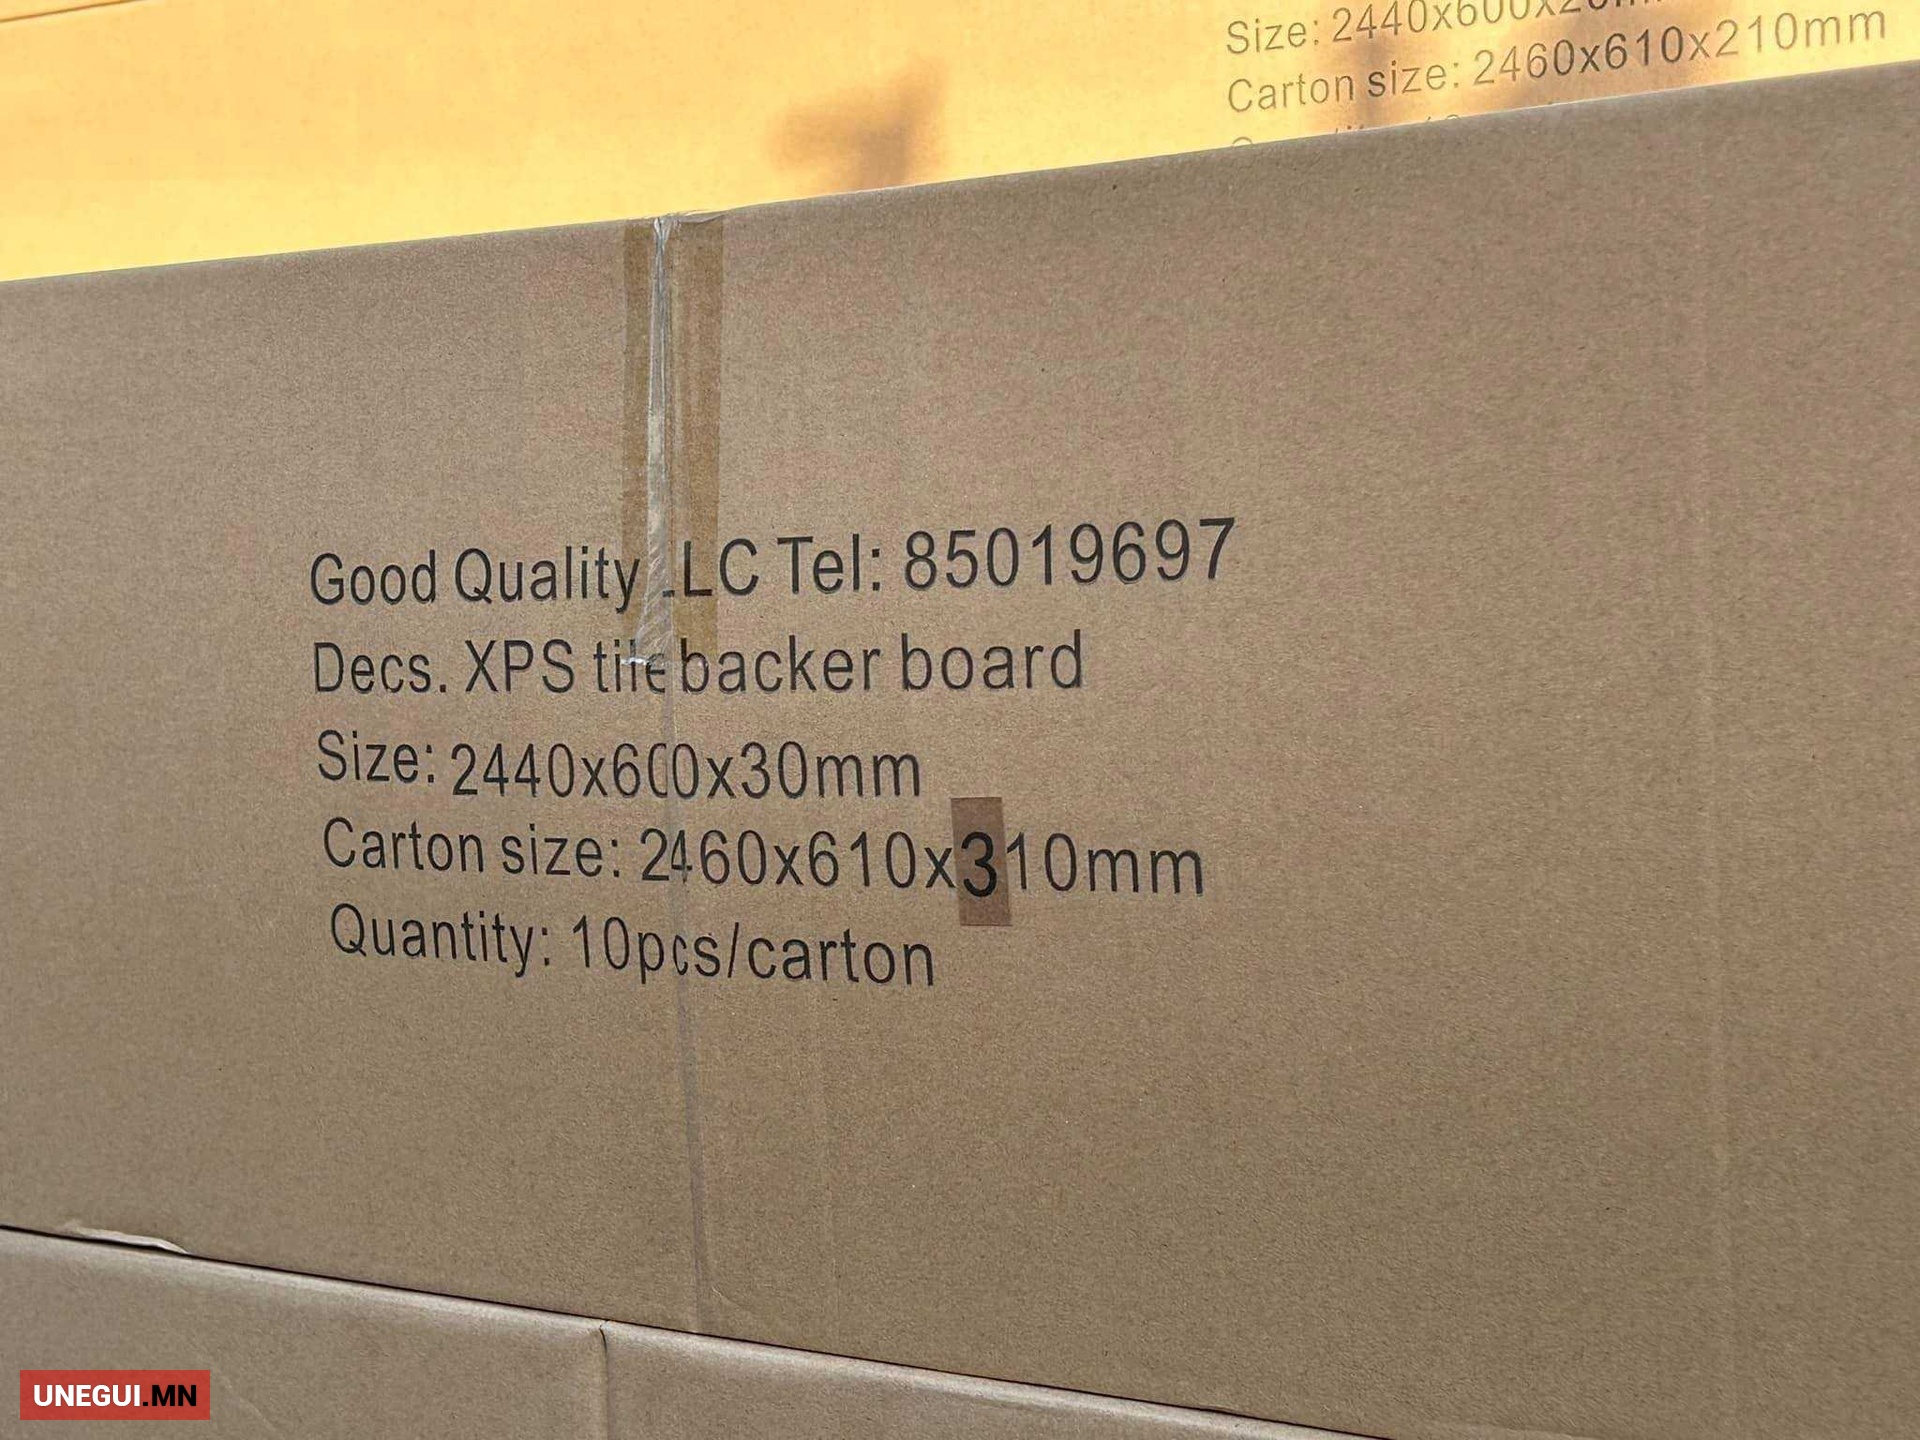 Size: 2440x600x20mm
Carton size: 2460x610x210mm
Good Quality LLC Tel: 85019697
Decs. XPS tile backer board
Size: 2440x600x30mm
Carton size: 2460x610x310mm
Quantity: 10pcs/carton
UNEGUI.MN